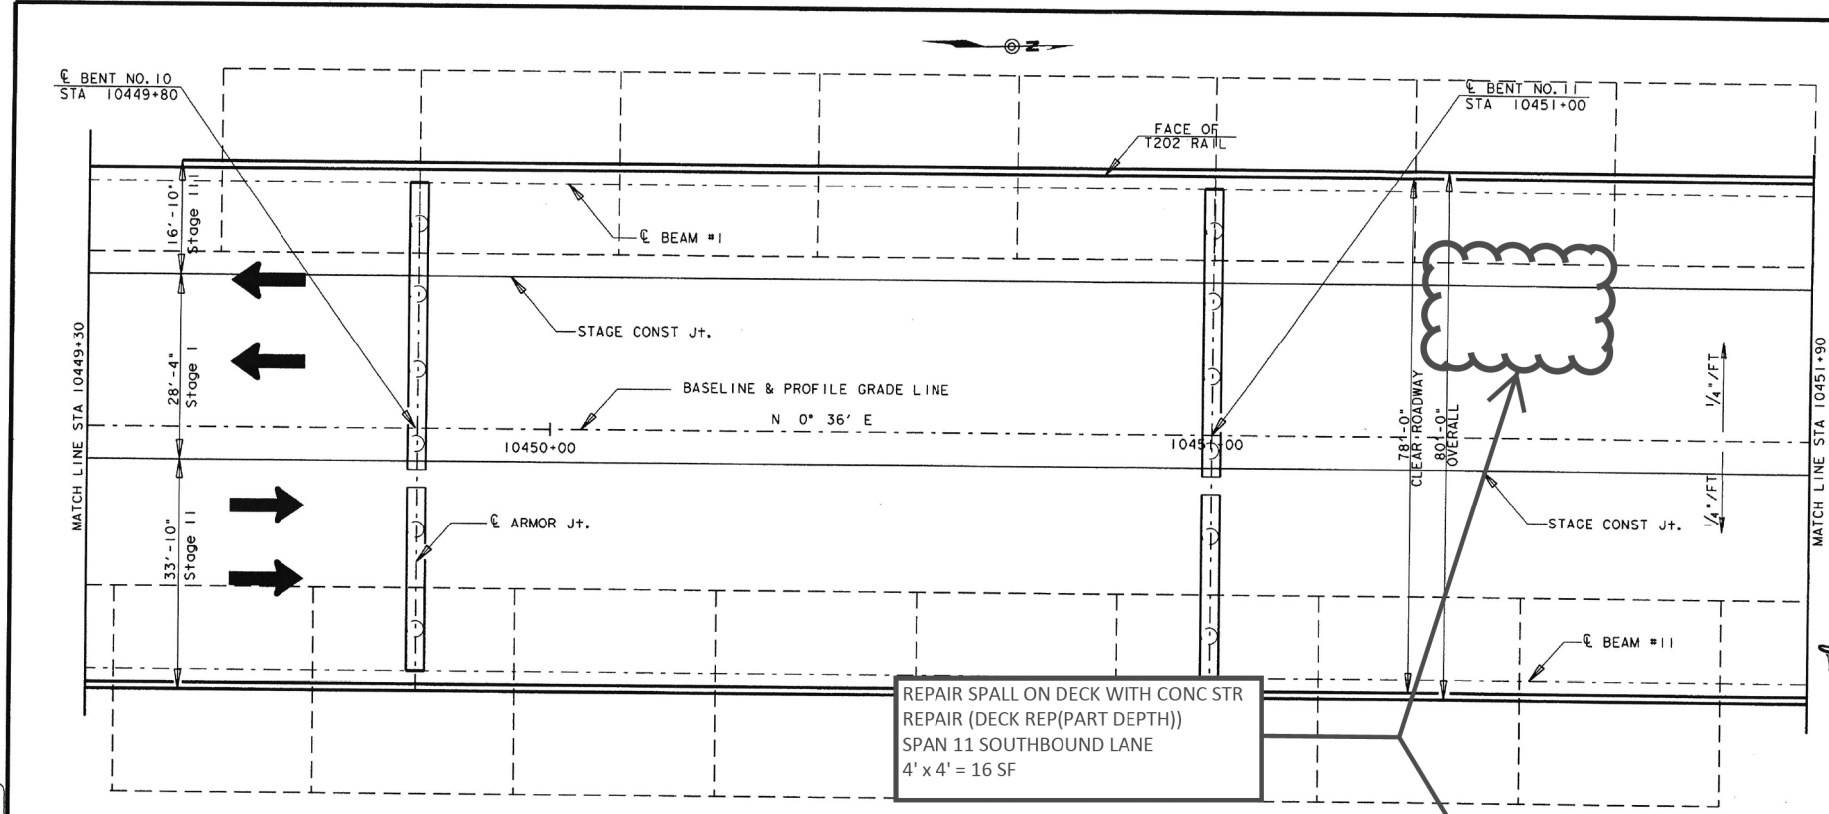 N
℄ BENT NO. 10
STA 10449+80
℄ BENT NO. 11
STA 10451+00
FACE OF
T202 RAIL
16'-10"
Stage III
℄ BEAM #1
STAGE CONST Jt.
28'-4"
Stage I
MATCH LINE STA 10449+30
BASELINE & PROFILE GRADE LINE
N 0° 36' E
10450+00
10451+00
78'-0"
CLEAR ROADWAY
80'-0"
OVERALL
1/4"/FT
1/4"/FT
MATCH LINE STA 10451+90
33'-10"
Stage II
℄ ARMOR Jt.
STAGE CONST Jt.
℄ BEAM #11
REPAIR SPALL ON DECK WITH CONC STR
REPAIR (DECK REP(PART DEPTH))
SPAN 11 SOUTHBOUND LANE
4' x 4' = 16 SF